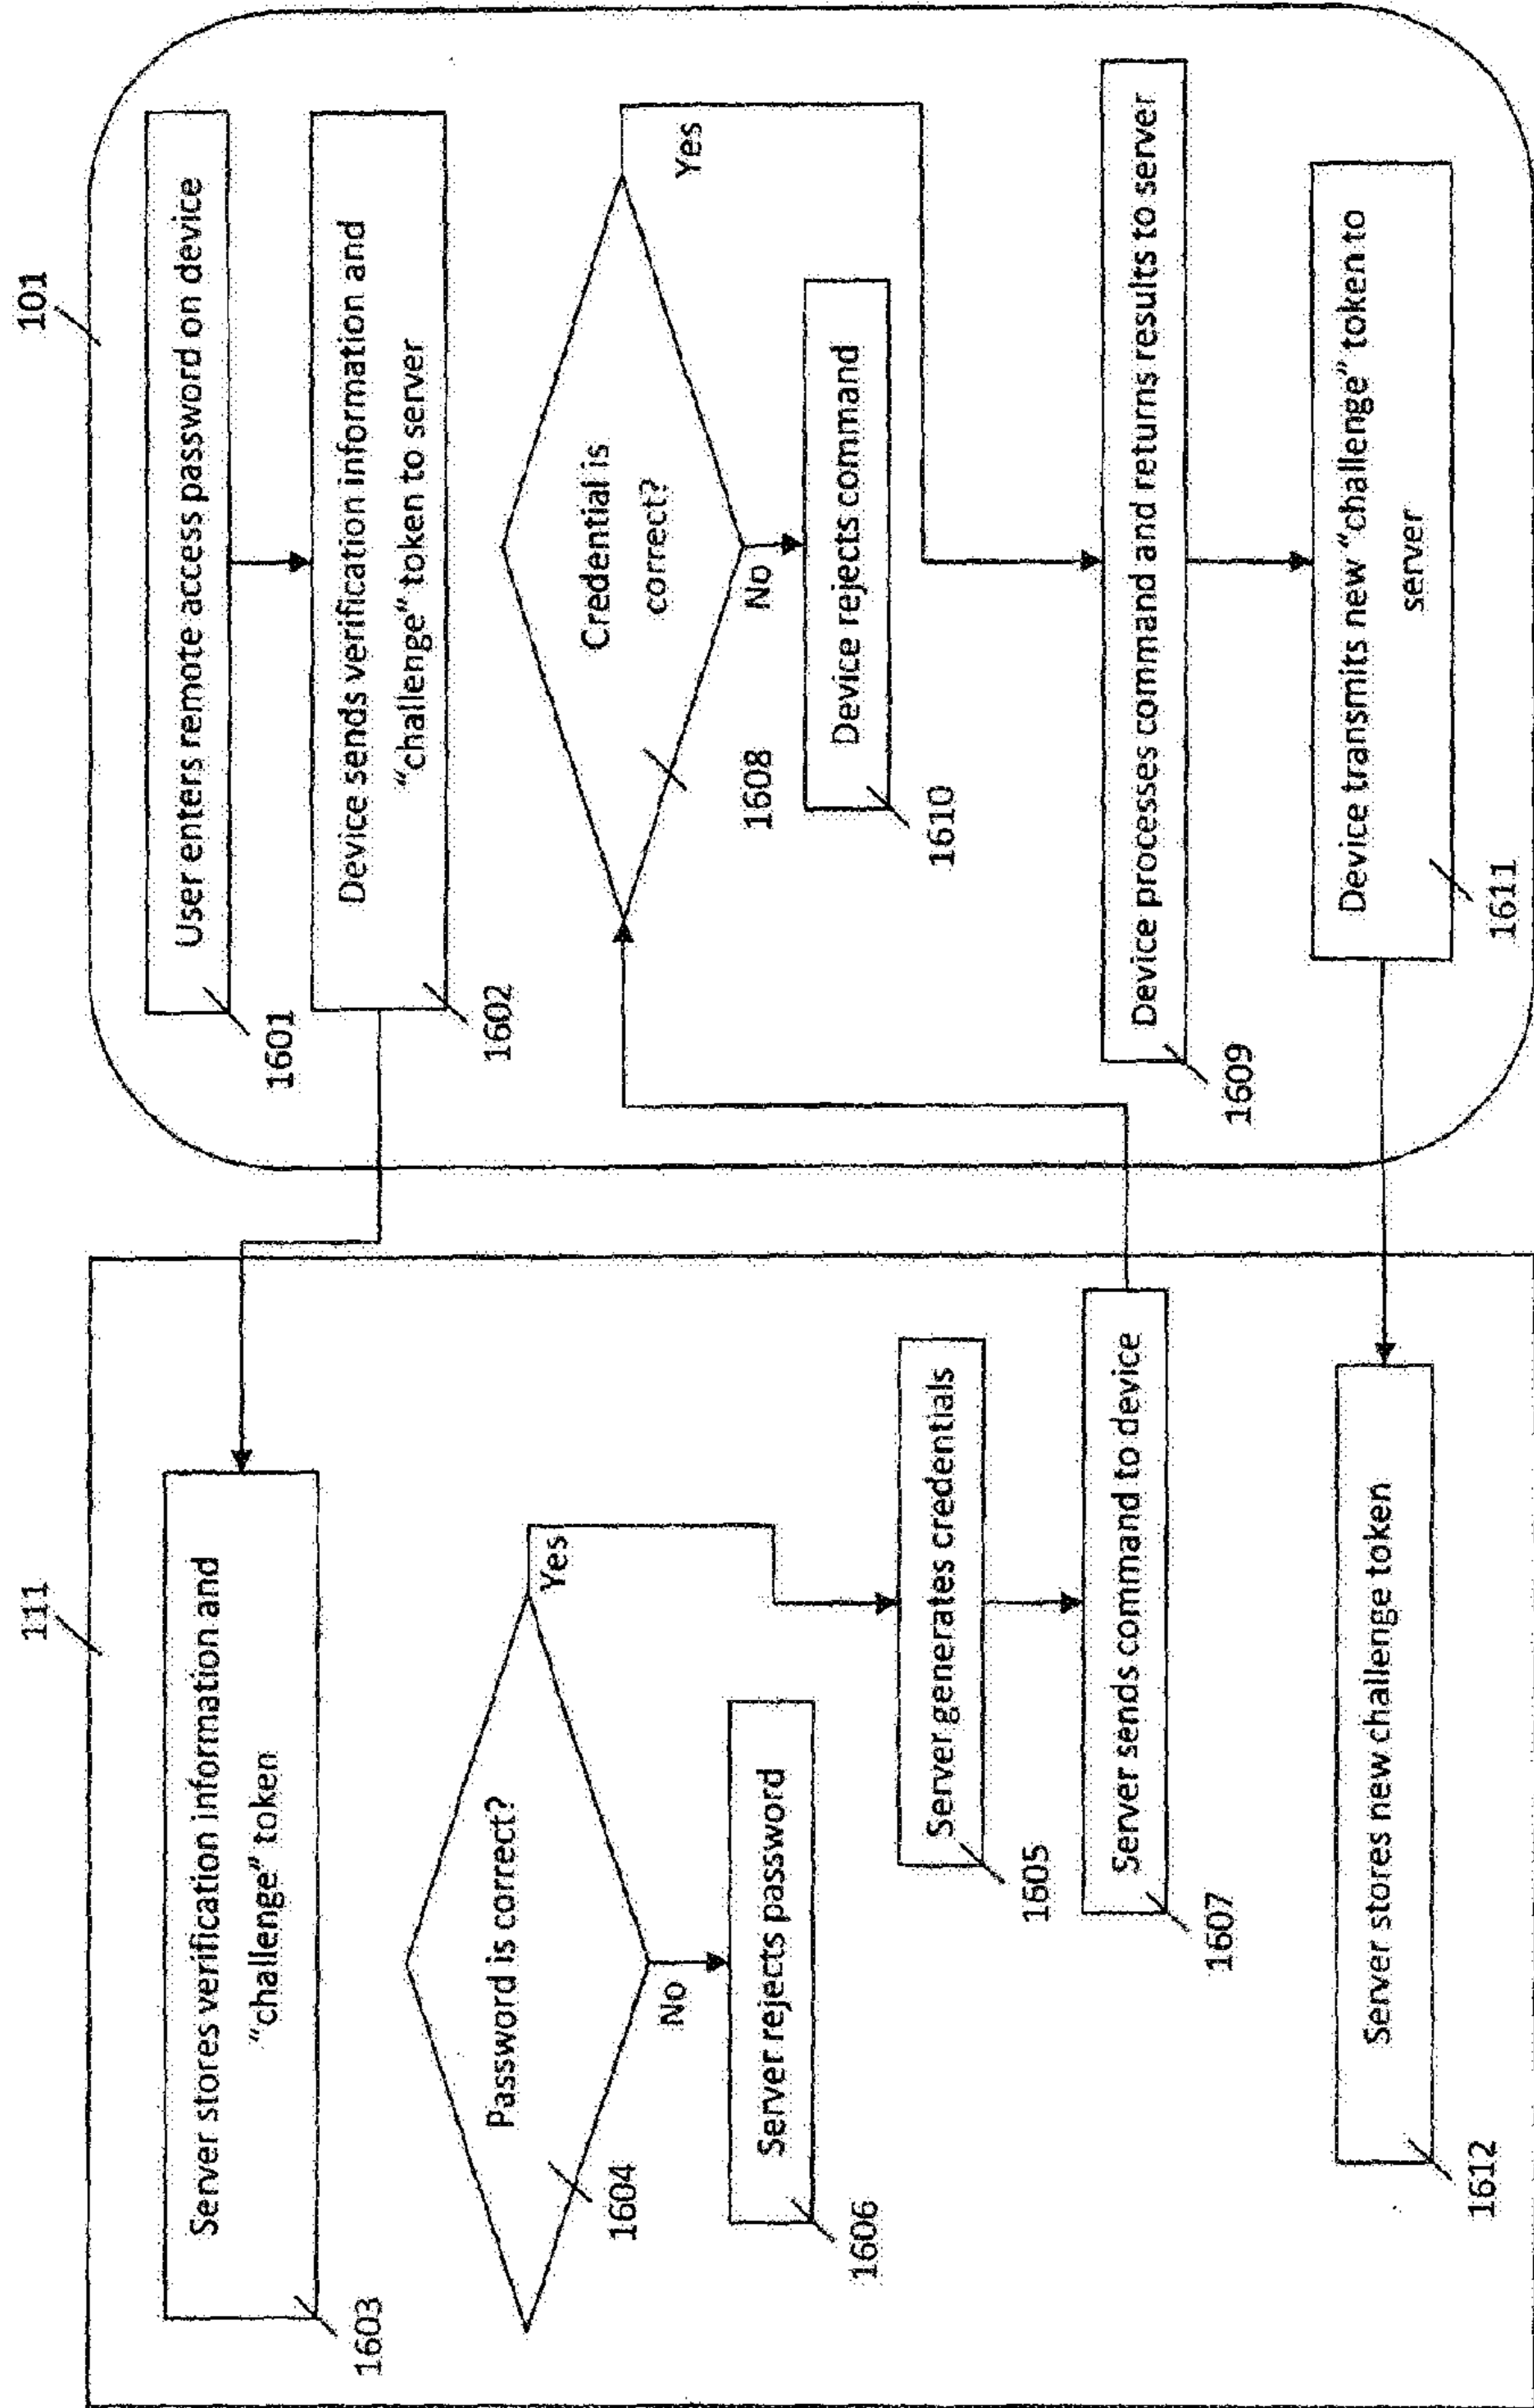 111
Server stores verification information and
“challenge” token
1603
Password is correct?
Yes
No
1604
Server rejects password
1606
Server generates credentials
1605
Server sends command to device
1607
Server stores new challenge token
1612
101
User enters remote access password on device
1601
Device sends verification information and
“challenge” token to server
1602
Credential is
correct?
Yes
No
1608
Device rejects command
1610
Device processes command and returns results to server
1609
Device transmits new “challenge” token to
server
1611